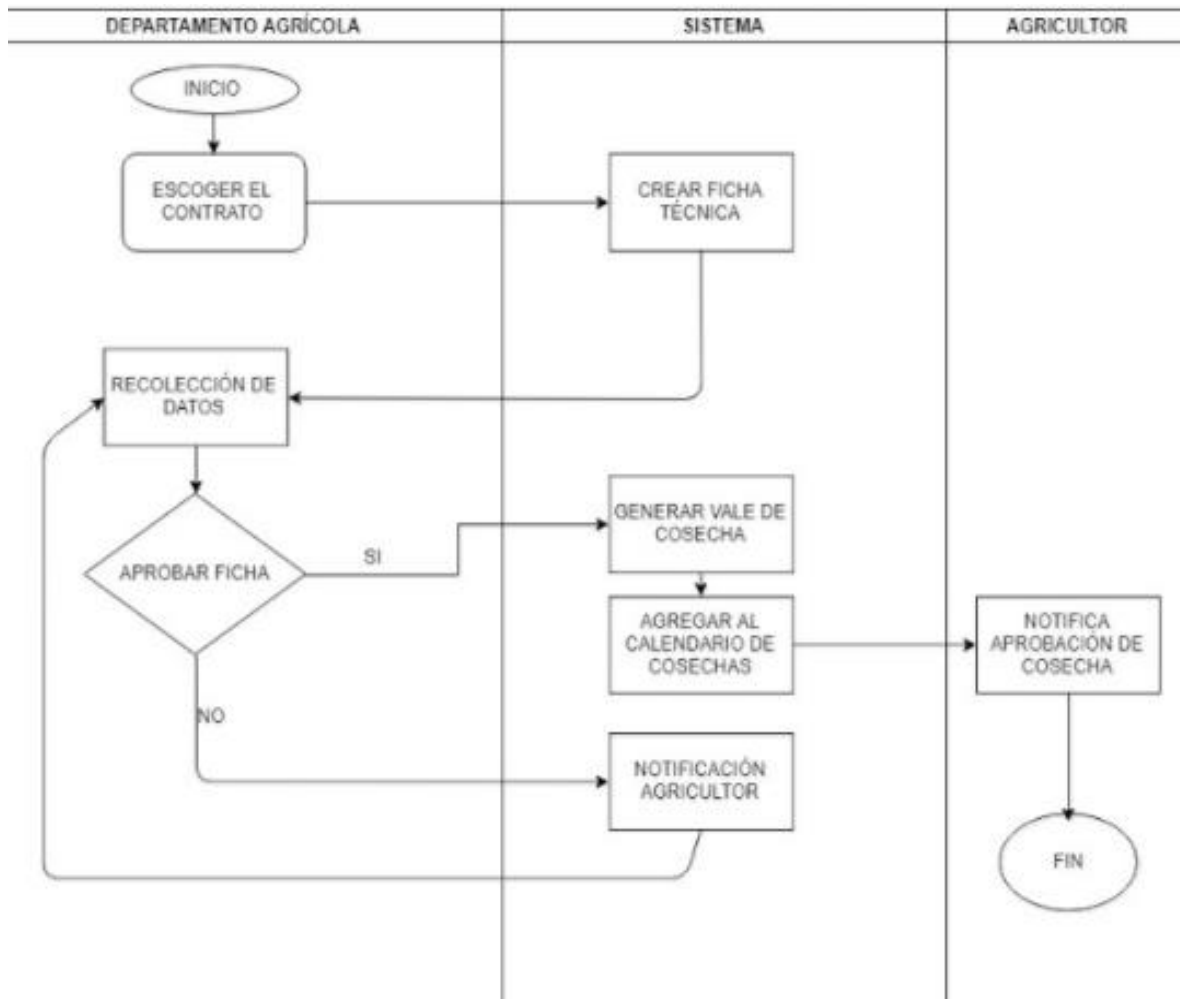 DEPARTAMENTO AGRÍCOLA
SISTEMA
AGRICULTOR
INICIO
ESCOGER EL
CONTRATO
CREAR FICHA
TÉCNICA
RECOLECCIÓN DE
DATOS
APROBAR FICHA
SI
GENERAR VALE DE
COSECHA
AGREGAR AL
CALENDARIO DE
COSECHAS
NOTIFICA
APROBACIÓN DE
COSECHA
NO
NOTIFICACIÓN
AGRICULTOR
FIN